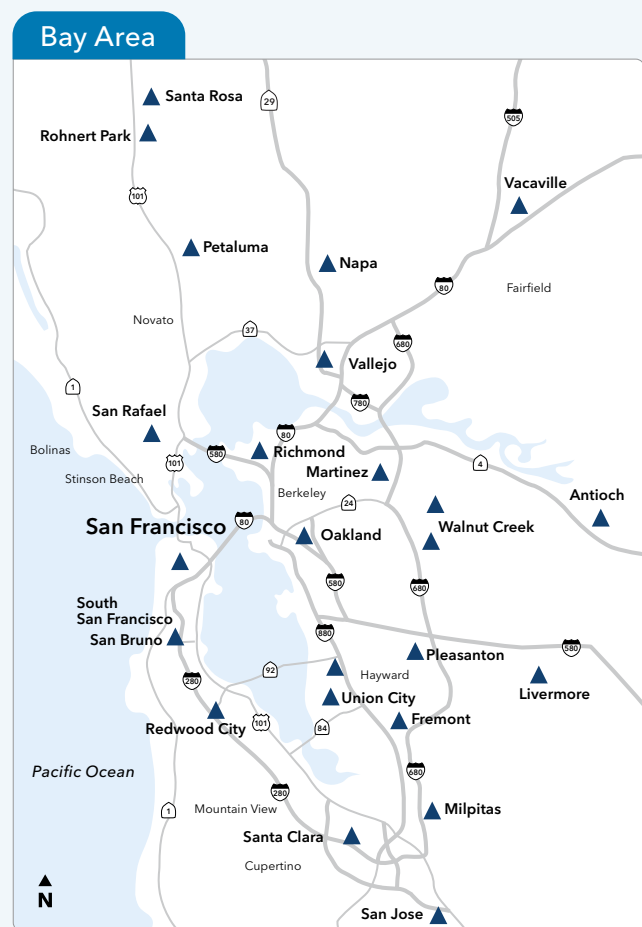 Bay Area
Santa Rosa
29
Rohnert Park
505
Vacaville
101
Petaluma
Napa
80
Fairfield
Novato
37
680
Vallejo
1
780
San Rafael
80
Bolinas
580
Richmond
101
Martinez
4
Stinson Beach
Berkeley
24
Antioch
San Francisco
80
Oakland
Walnut Creek
580
680
South
San Francisco
San Bruno
880
580
Pleasanton
92
Hayward
280
Livermore
Union City
Redwood City
101
84
Fremont
Pacific Ocean
680
280
1
Mountain View
Milpitas
Santa Clara
Cupertino
N
San Jose